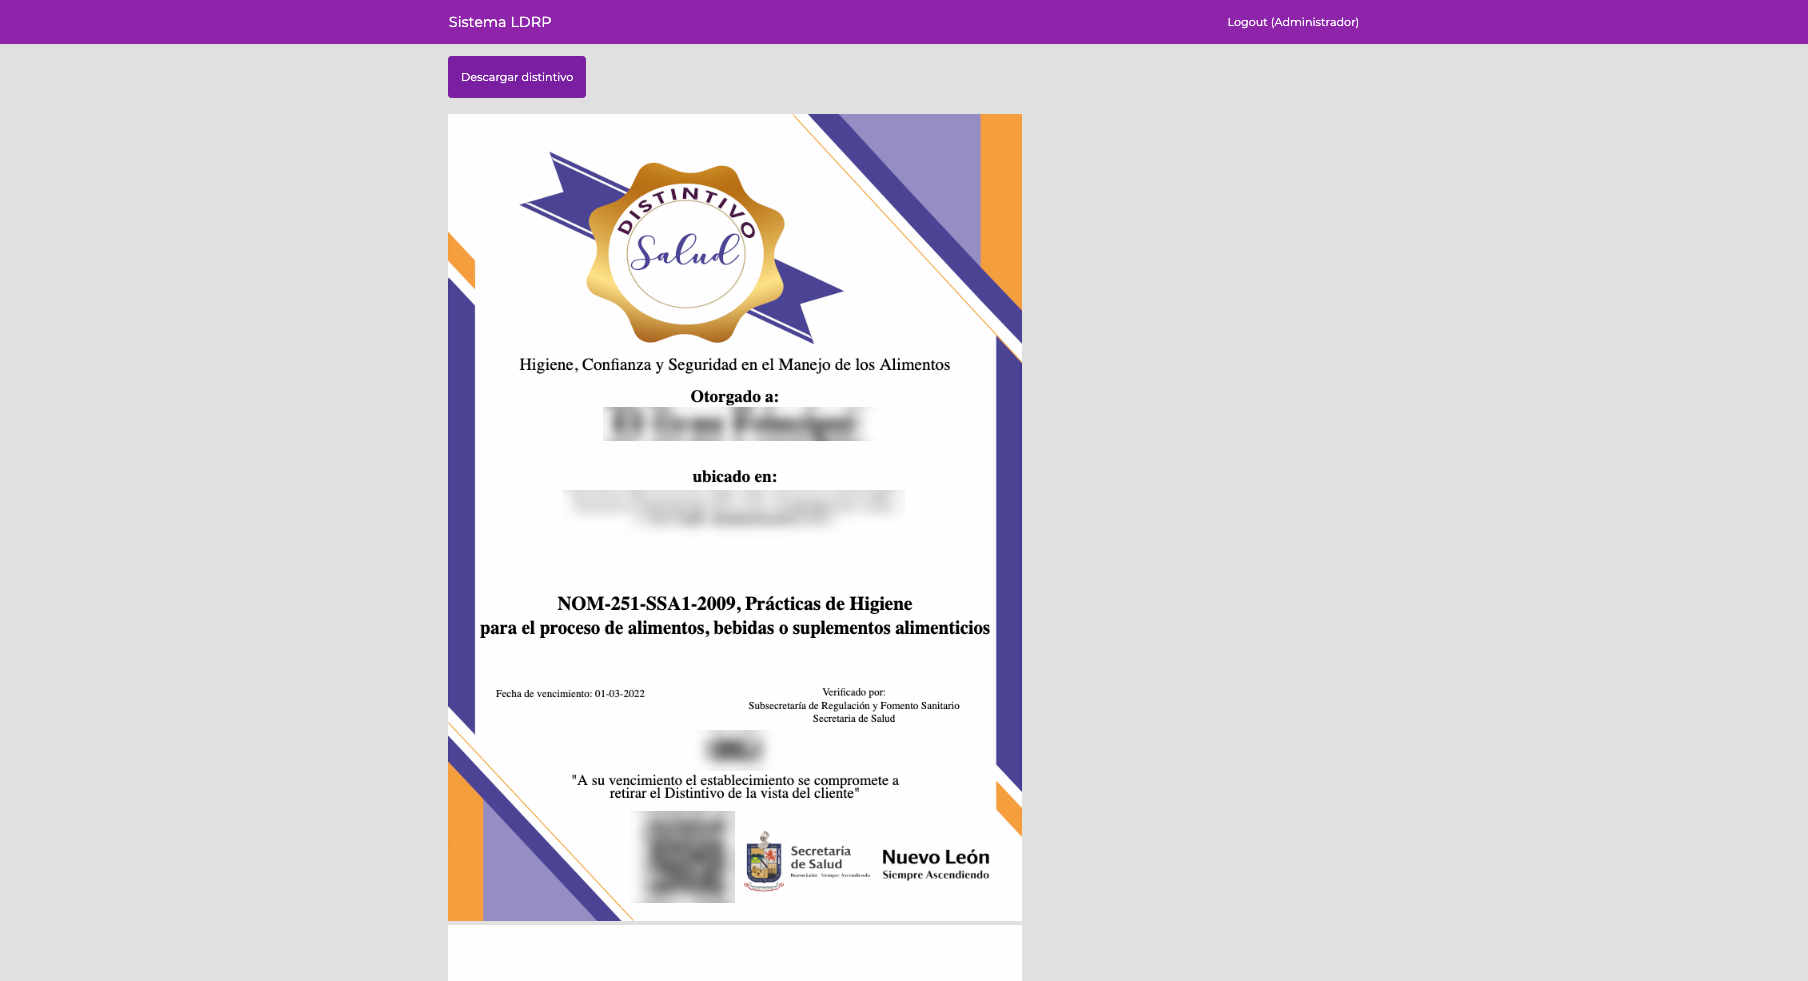 Sistema LDRP
Logout (Administrador)
Descargar distintivo
DISTINTIVO
Salud
Higiene, Confianza y Seguridad en el Manejo de los Alimentos
Otorgado a:
ubicado en:
NOM-251-SSA1-2009, Prácticas de Higiene
para el proceso de alimentos, bebidas o suplementos alimenticios
Fecha de vencimiento: 01-03-2022
Verificado por:
Subsecretaría de Regulación y Fomento Sanitario
Secretaria de Salud
"A su vencimiento el establecimiento se compromete a
retirar el Distintivo de la vista del cliente"
Secretaría
de Salud
Nuevo León Siempre Ascendiendo
Nuevo León
Siempre Ascendiendo